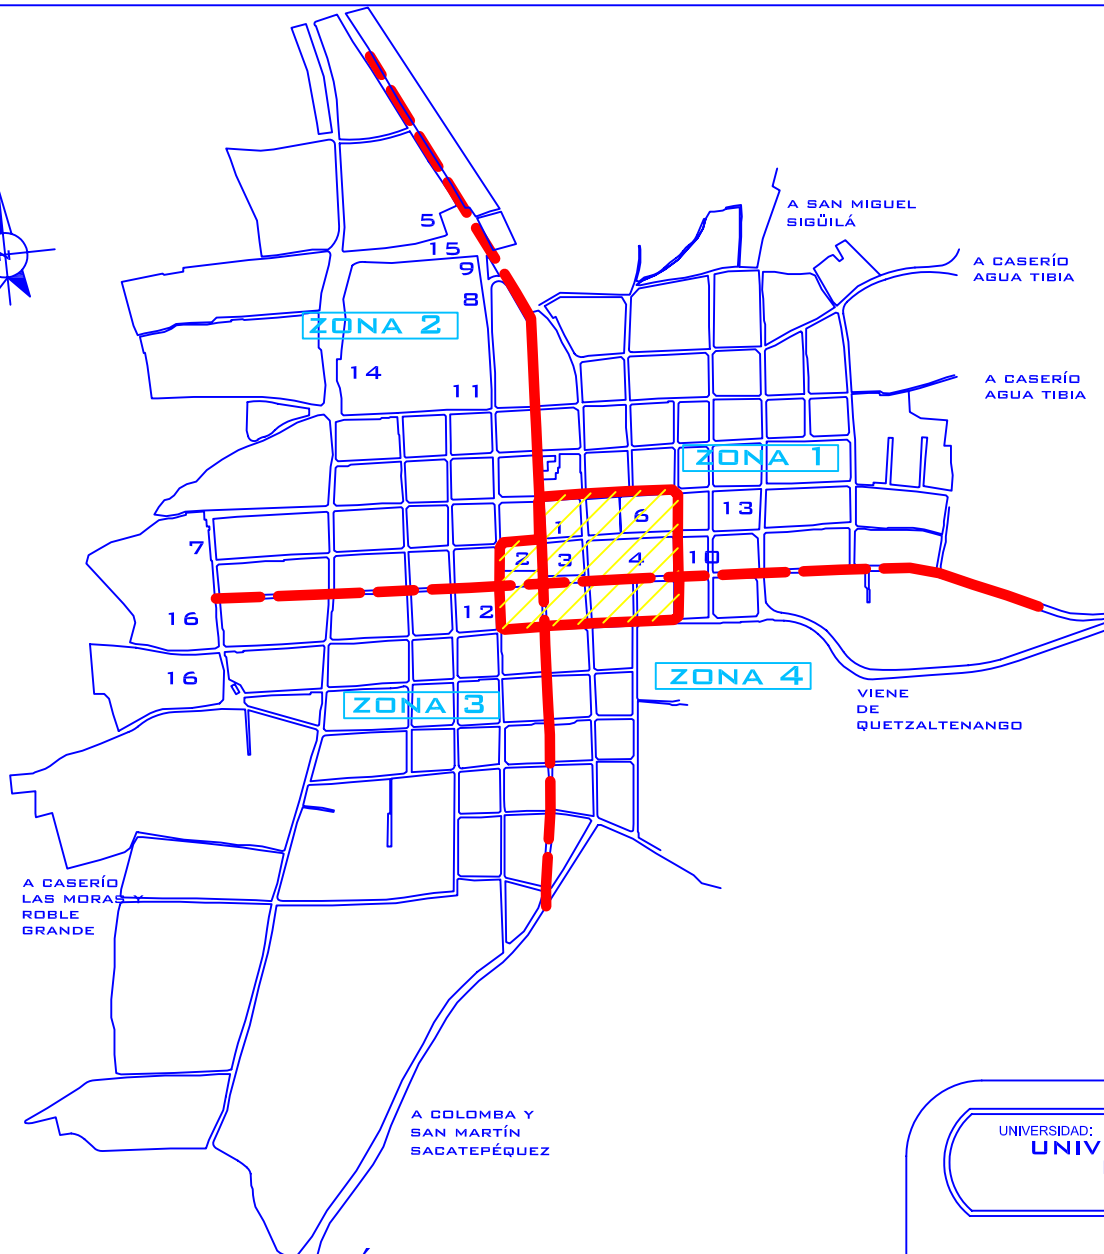 A SAN MIGUEL
SIGÜILÁ
5
15
9
8
A CASERÍO
AGUA TIBIA
ZONA 2
14
11
A CASERÍO
AGUA TIBIA
ZONA 1
1
6
13
7
2
3
4
10
16
12
16
ZONA 4
ZONA 3
VIENE
DE
QUETZALTENANGO
A CASERÍO
LAS MORAS Y
ROBLE
GRANDE
A COLOMBA Y
SAN MARTÍN
SACATEPÉQUEZ
UNIVERSIDAD:
UNIV